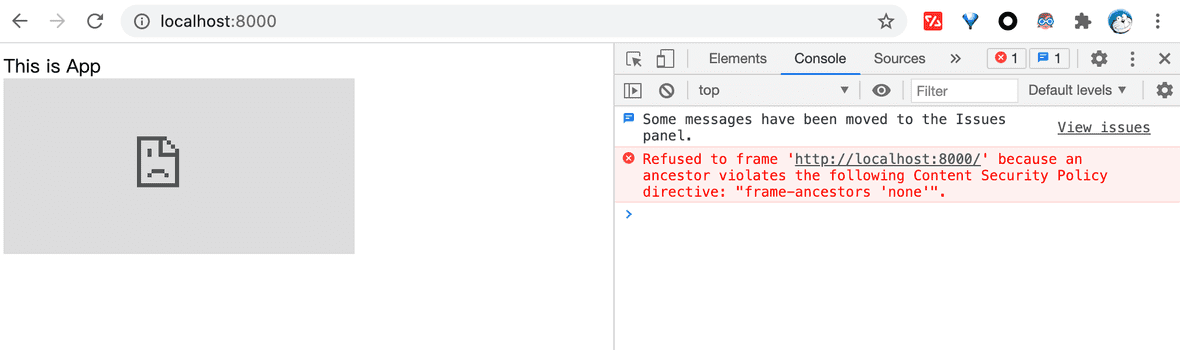 localhost:8000
This is App
Elements Console Sources » 1 1
top Filter Default levels
Some messages have been moved to the Issues
panel.
View issues
Refused to frame 'http://localhost:8000/' because an
ancestor violates the following Content Security Policy
directive: "frame-ancestors 'none'".